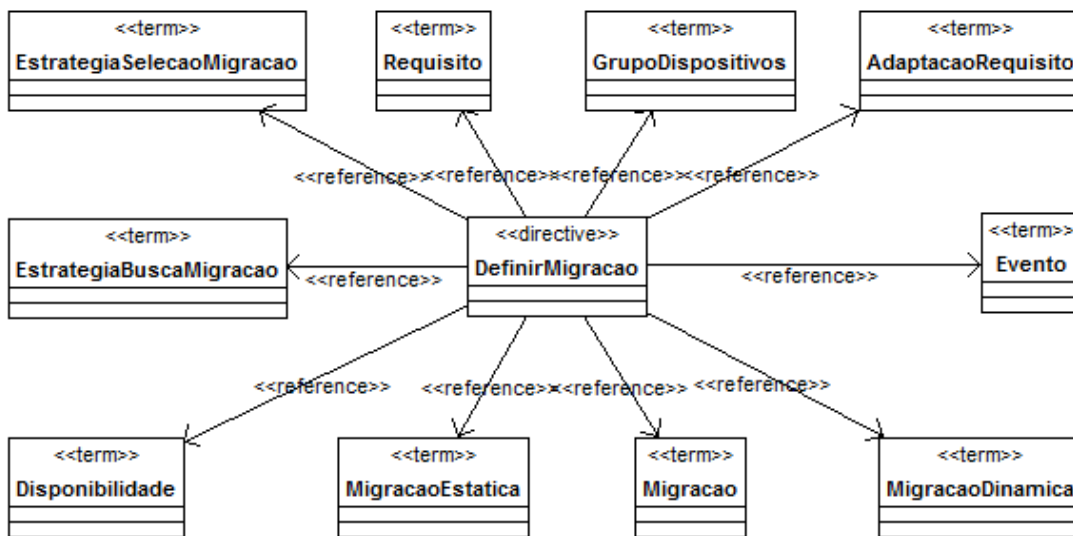 <<term>>
EstrategiaSelecaoMigracao
<<term>>
Requisito
<<term>>
GrupoDispositivos
<<term>>
AdaptacaoRequisito
<<reference>>
<<reference>>
<<reference>>
<<reference>>
<<term>>
EstrategiaBuscaMigracao
<<reference>>
<<directive>>
DefinirMigracao
<<reference>>
<<term>>
Evento
<<reference>>
<<reference>>
<<reference>>
<<reference>>
<<term>>
Disponibilidade
<<term>>
MigracaoEstatica
<<term>>
Migracao
<<term>>
MigracaoDinamica